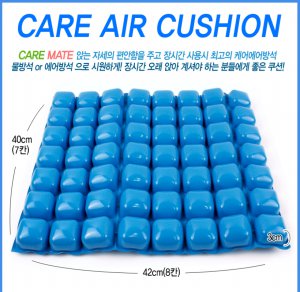 CARE AIR CUSHION
CARE MATE 앉는 자세의 편안함을 주고 장시간 사용시 최고의 케어에어방석
물방석 or 에어방석 으로 시원하게! 장시간 오래 앉아 계셔야 하는 분들에게 좋은 쿠션!
40cm
(7칸)
3cm
42cm(8칸)